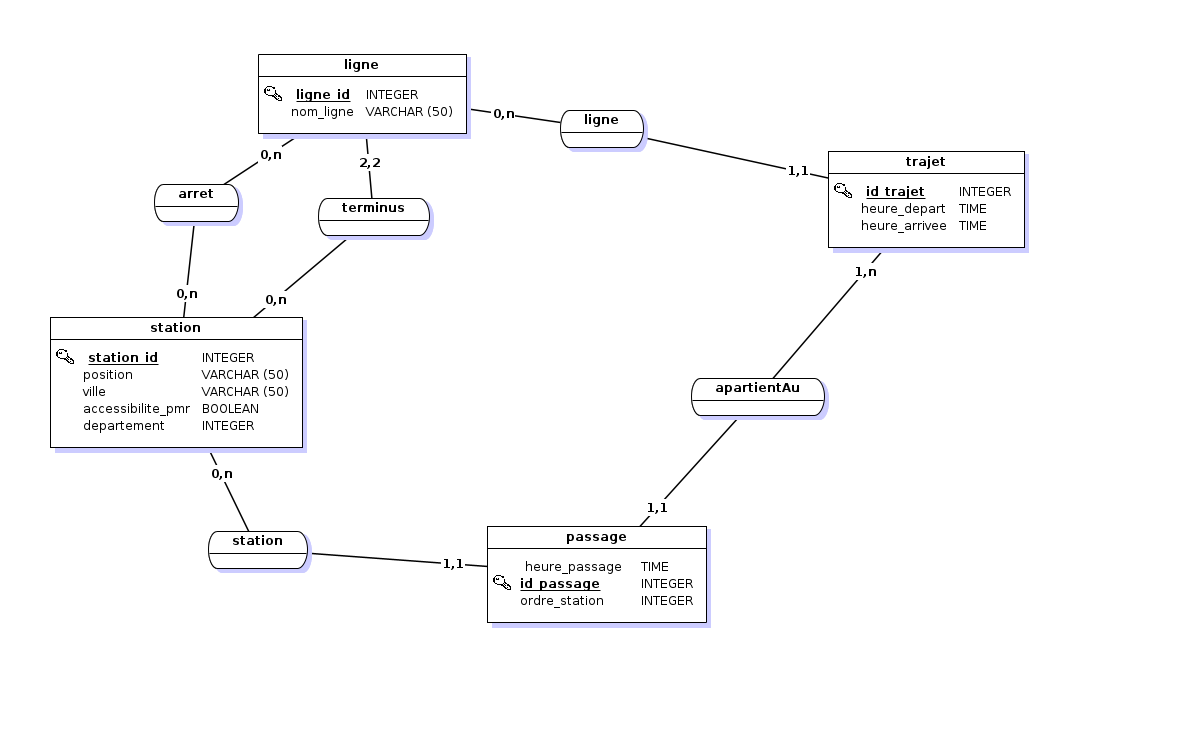 ligne
ligne_id INTEGER
nom_ligne VARCHAR (50)
0,n
ligne
1,1
trajet
id_trajet INTEGER
heure_depart TIME
heure_arrivee TIME
0,n
2,2
arret
terminus
0,n
0,n
1,n
station
station_id INTEGER
position VARCHAR (50)
ville VARCHAR (50)
accessibilite_pmr BOOLEAN
departement INTEGER
apartientAu
0,n
1,1
station
1,1
passage
heure_passage TIME
id_passage INTEGER
ordre_station INTEGER